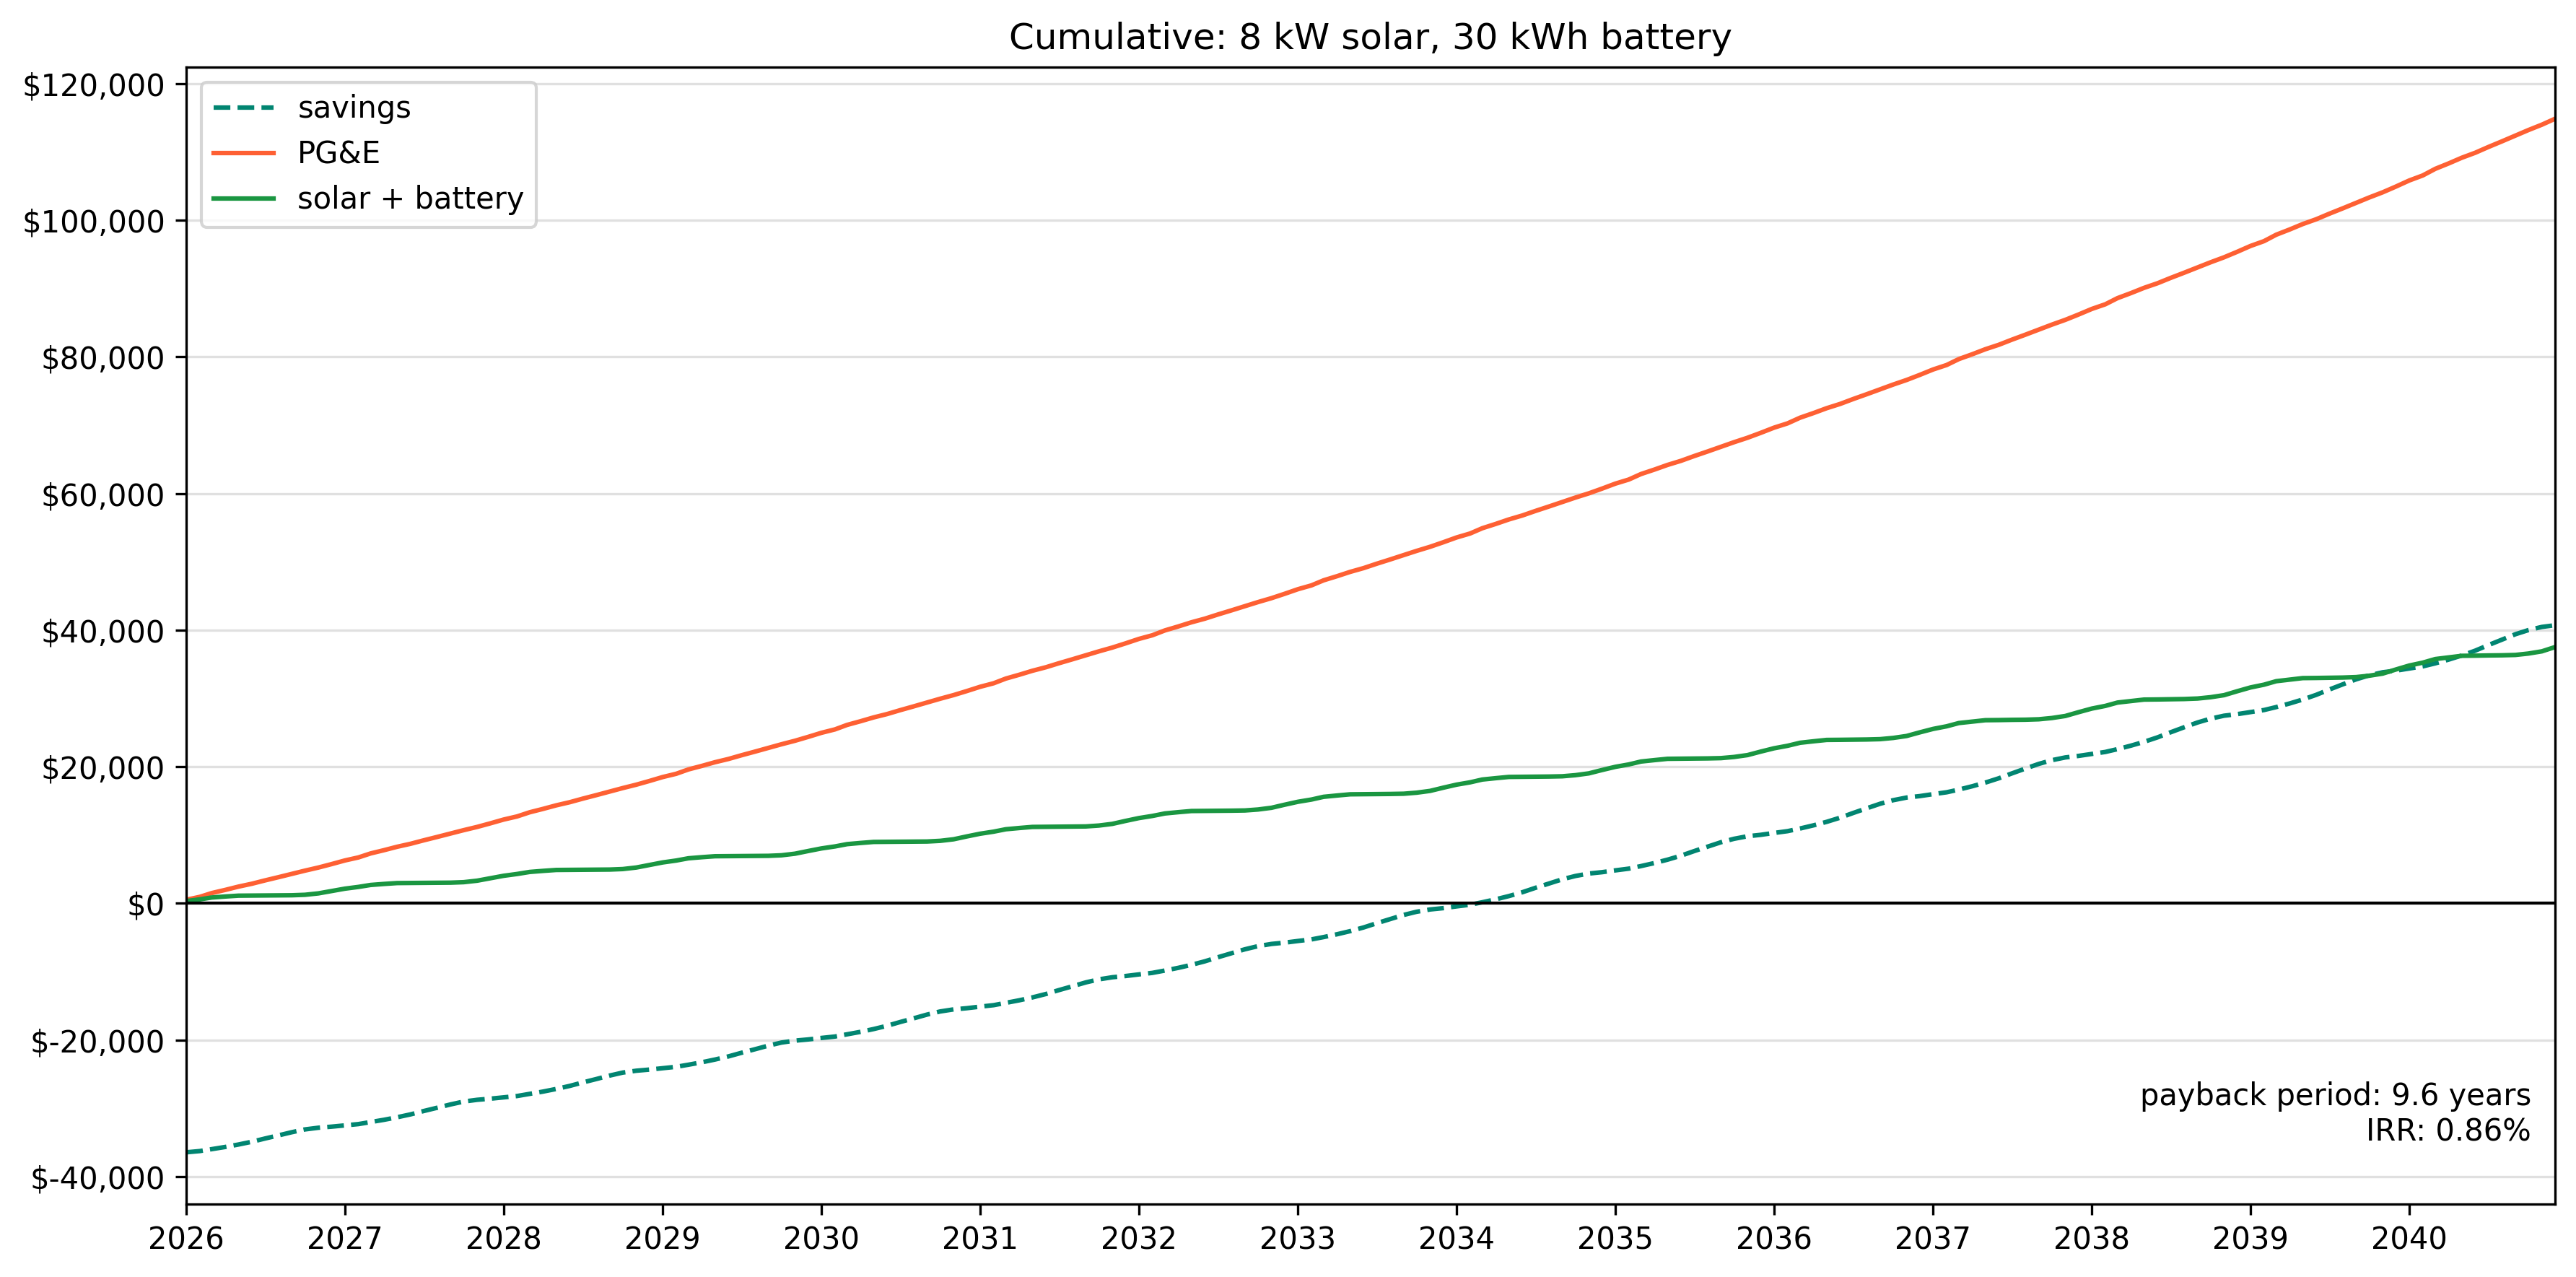 Cumulative: 8 kW solar, 30 kWh battery
$120,000
$100,000
$80,000
$60,000
$40,000
$20,000
$0
$-20,000
$-40,000
savings
PG&E
solar + battery
payback period: 9.6 years
IRR: 0.86%
2026 2027 2028 2029 2030 2031 2032 2033 2034 2035 2036 2037 2038 2039 2040